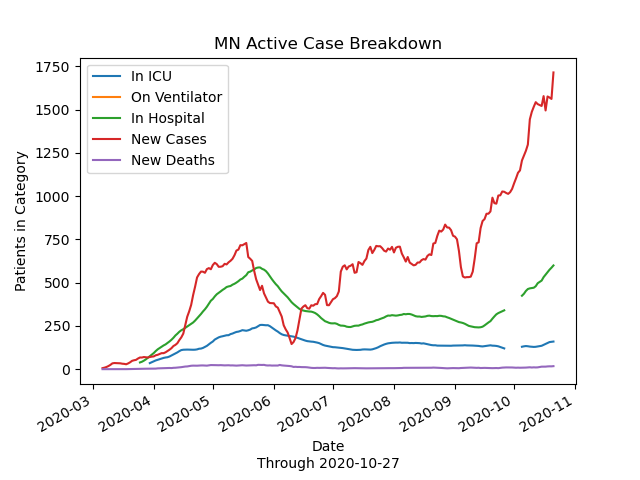 MN Active Case Breakdown
In ICU
On Ventilator
In Hospital
New Cases
New Deaths
Patients in Category
1750
1500
1250
1000
750
500
250
0
2020-03
2020-04
2020-05
2020-06
2020-07
2020-08
2020-09
2020-10
2020-11
Date
Through 2020-10-27